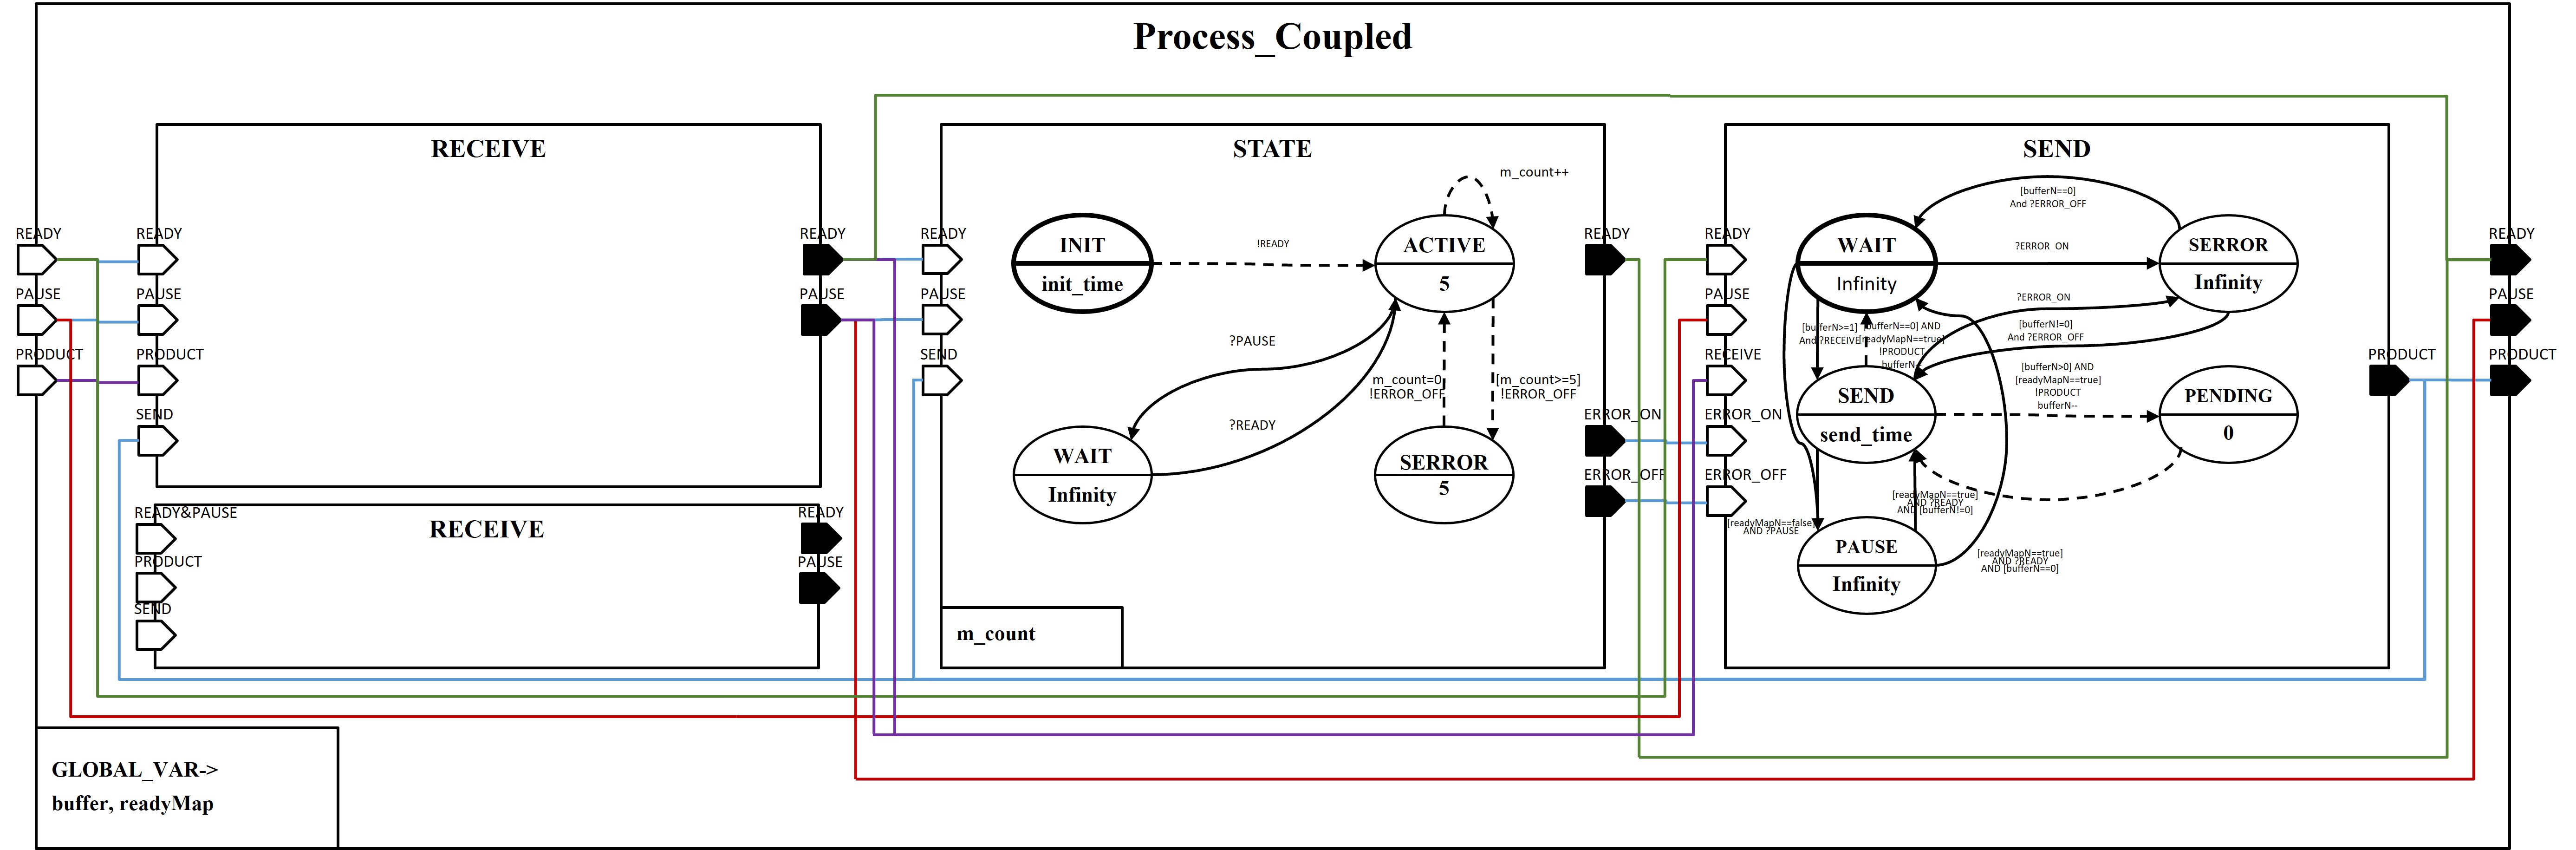 Process_Coupled
READY
PAUSE
PRODUCT
RECEIVE
READY
PAUSE
PRODUCT
SEND
READY
PAUSE
RECEIVE
READY&PAUSE
PRODUCT
SEND
READY
PAUSE
STATE
READY
PAUSE
SEND
m_count++
INIT
init_time
!READY
ACTIVE
5
?PAUSE
?READY
m_count=0
!ERROR_OFF
[m_count>=5]
!ERROR_OFF
WAIT
Infinity
SERROR
5
m_count
READY
ERROR_ON
ERROR_OFF
SEND
READY
PAUSE
RECEIVE
ERROR_ON
ERROR_OFF
[bufferN==0]
And ?ERROR_OFF
WAIT
Infinity
?ERROR_ON
SERROR
Infinity
?ERROR_ON
[bufferN>=1]
And ?RECEIVE
[bufferN==0] AND
[readyMapN==true]
!PRODUCT
bufferN--
[bufferN!=0]
And ?ERROR_OFF
SEND
send_time
[bufferN>0] AND
[readyMapN==true]
!PRODUCT
bufferN--
PENDING
0
[readyMapN==true]
AND ?READY
AND [bufferN!=0]
[readyMapN==false]
AND ?PAUSE
PAUSE
Infinity
[readyMapN==true]
AND ?READY
AND [bufferN==0]
PRODUCT
READY
PAUSE
PRODUCT
GLOBAL_VAR->
buffer, readyMap